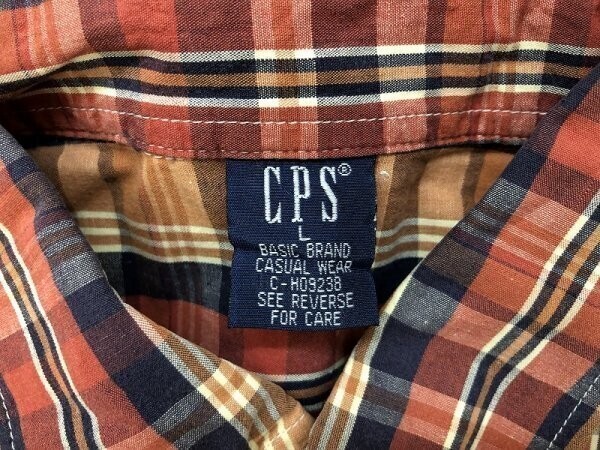 CPS®
L
BASIC BRAND
CASUAL WEAR
C-H09238
SEE REVERSE
FOR CARE